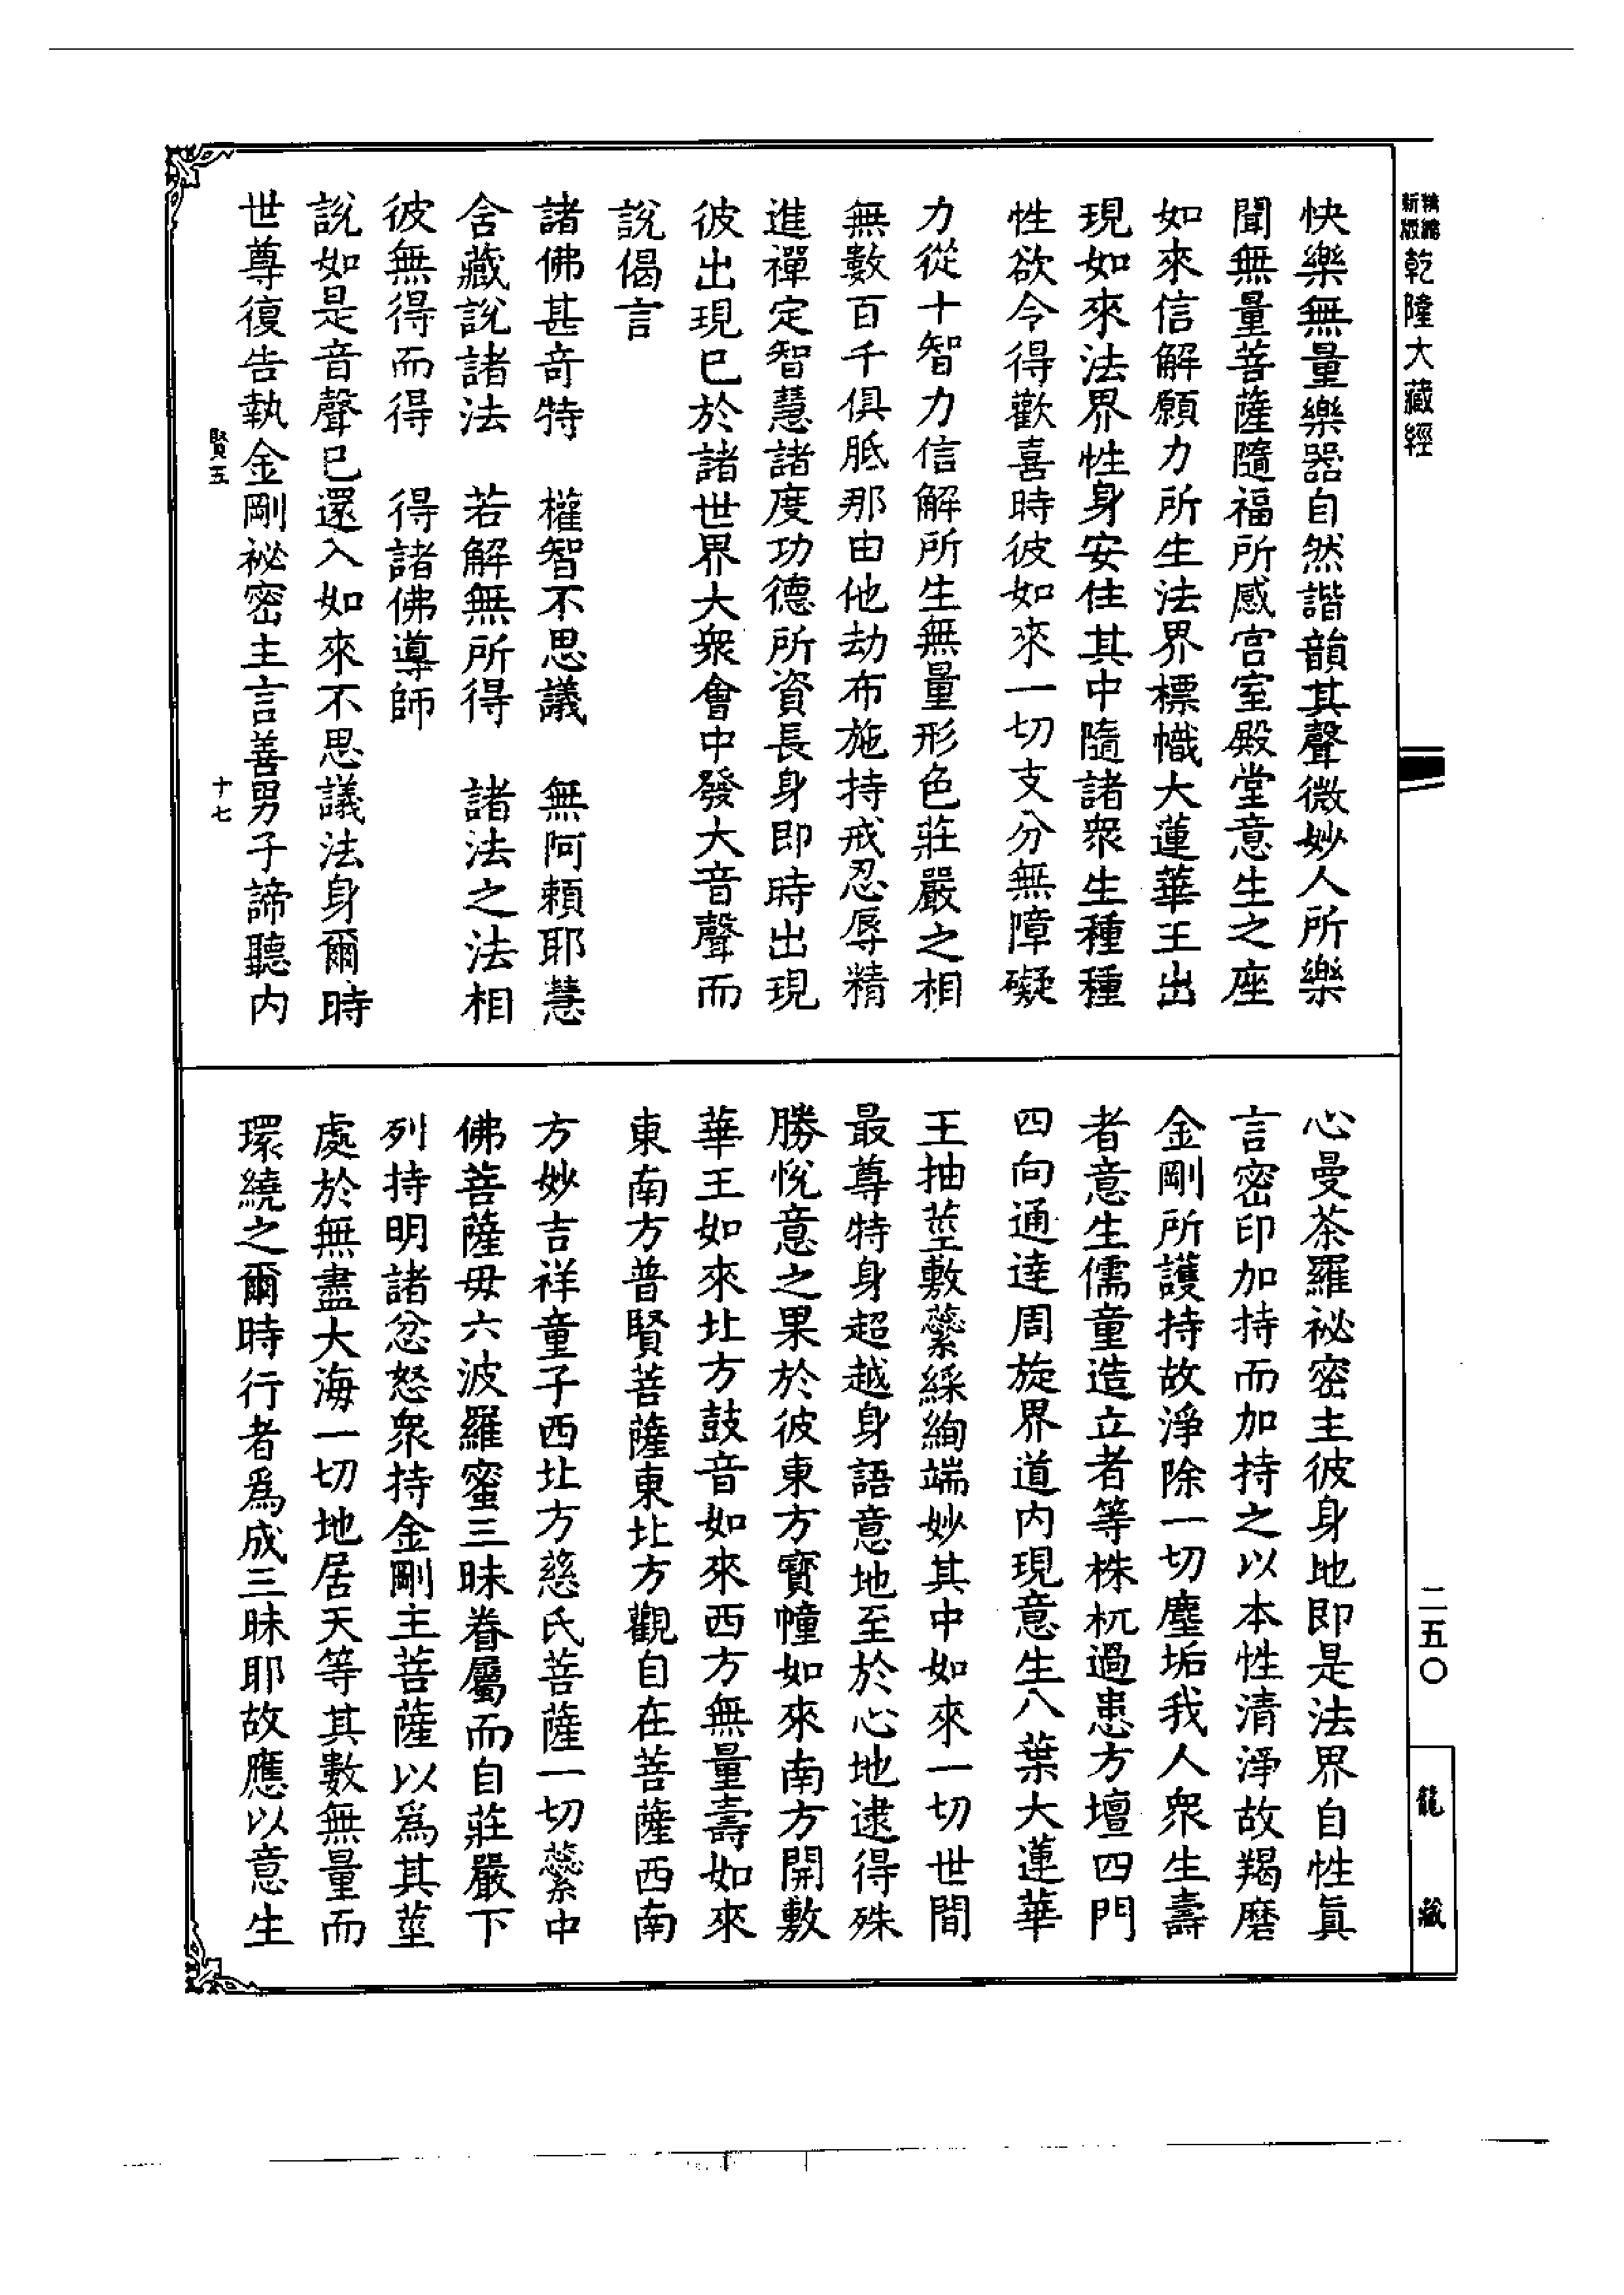 精縮新版乾隆大藏經
快樂無量樂器自然諧韻其聲微妙人所樂
聞無量菩薩隨福所感宮室殿堂意生之座
如來信解願力所生法界標幟大蓮華王出
現如來法界性身安住其中隨諸衆生種種
性欲令得歡喜時彼如來一切支分無障礙
力從十智力信解所生無量形色莊嚴之相
無數百千俱胝那由他劫布施持戒忍辱精
進禪定智慧諸度功德所資長身即時出現
彼出現已於諸世界大衆會中發大音聲而
說偈言
諸佛甚奇特　權智不思議　無阿賴耶慧
含藏說諸法　若解無所得　諸法之法相
彼無得而得　得諸佛導師
說如是音聲已還入如來不思議法身爾時
世尊復告執金剛祕密主言善男子諦聽內
賢五　十七
心曼茶羅祕密主彼身地即是法界自性眞
言密印加持而加持之以本性清淨故羯磨
金剛所護持故淨除一切塵垢我人衆生壽
者意生儒童造立者等株杌過患方壇四門
四向通達周旋界道內現意生八葉大蓮華
王抽莖敷蘂綵絢端妙其中如來一切世間
最尊特身超越身語意地至於心地逮得殊
勝悅意之果於彼東方寳幢如來南方開敷
華王如來北方鼓音如來西方無量壽如來
東南方普賢菩薩東北方觀自在菩薩西南
方妙吉祥童子西北方慈氏菩薩一切蘂中
佛菩薩母六波羅蜜三昧眷屬而自莊嚴下
列持明諸忿怒衆持金剛主菩薩以爲其莖
處於無盡大海一切地居天等其數無量而
環繞之爾時行者爲成三昧耶故應以意生
二五〇
龍藏